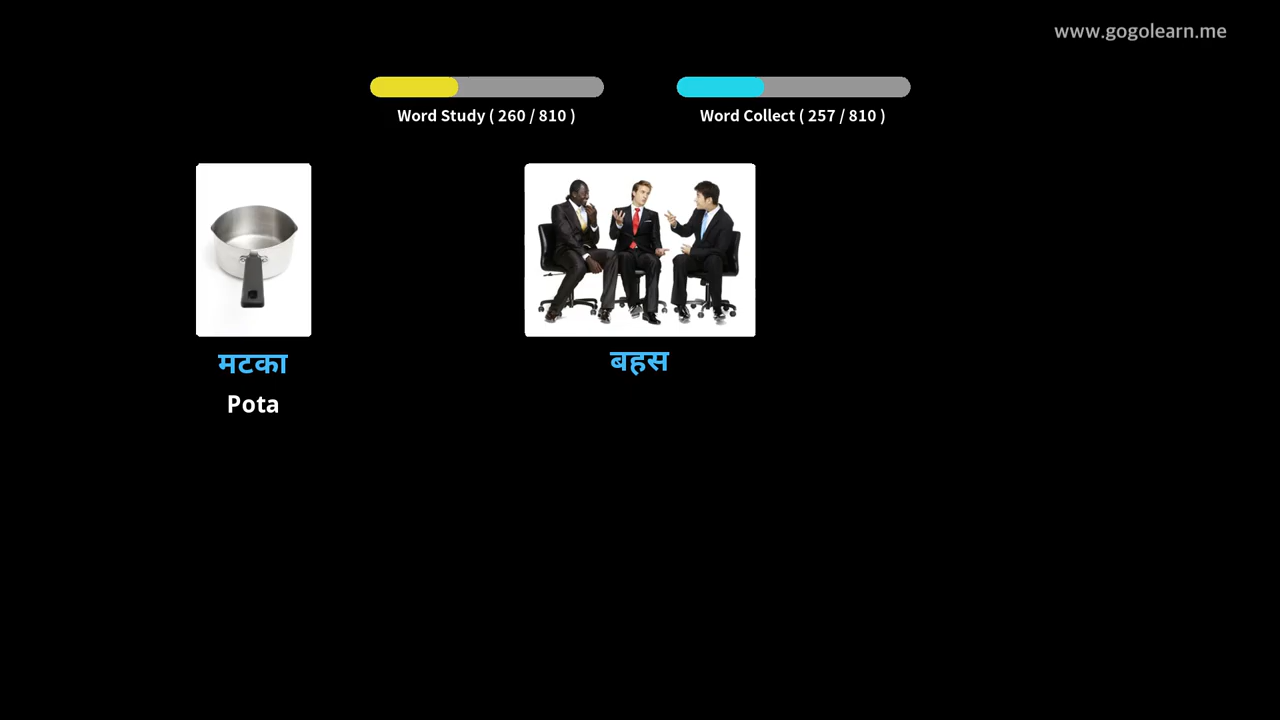 www.gogolearn.me
Word Study ( 260 / 810 )
Word Collect ( 257 / 810 )
मटका
Pota
बहस